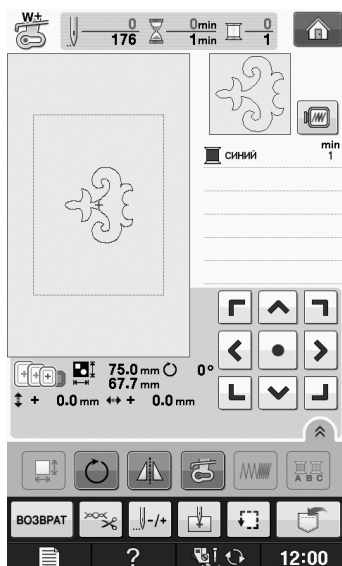 W+
0 0min 0
176 1min 1
min
синий 1
75.0 mm 0°
67.7 mm
+ 0.0 mm + 0.0 mm
A B C
ВОЗВРАТ -/+
? 12:00